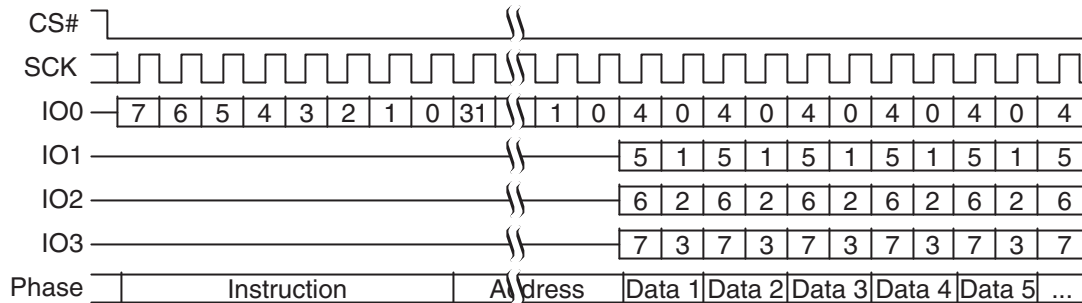 CS#
SCK
IO0 7 6 5 4 3 2 1 0 31 1 0 4 0 4 0 4 0 4 0 4 0 4
IO1 5 1 5 1 5 1 5 1 5 1 5
IO2 6 2 6 2 6 2 6 2 6 2 6
IO3 7 3 7 3 7 3 7 3 7 3 7
Phase Instruction Address Data 1 Data 2 Data 3 Data 4 Data 5 ...